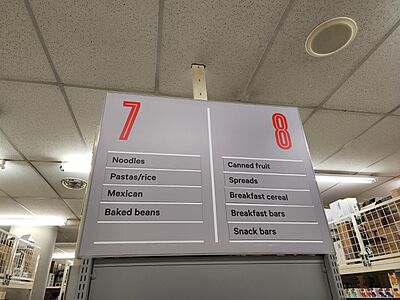 7
Noodles
Pastas/rice
Mexican
Baked beans
8
Canned fruit
Spreads
Breakfast cereal
Breakfast bars
Snack bars